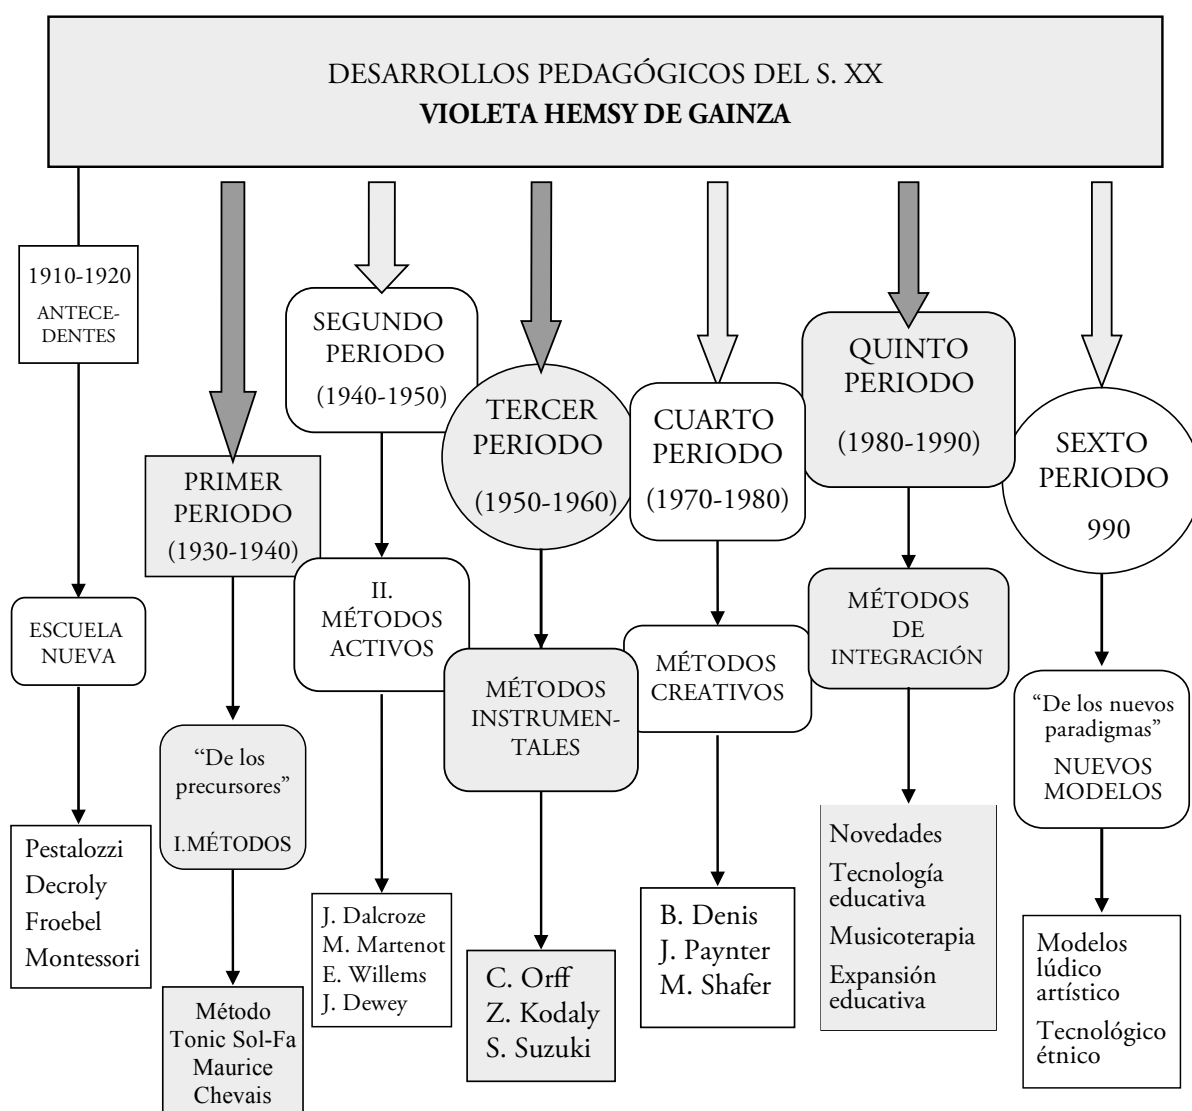 DESARROLLOS PEDAGÓGICOS DEL S. XX
VIOLETA HEMSY DE GAINZA
1910-1920
ANTECE-
DENTES
ESCUELA
NUEVA
Pestalozzi
Decroly
Froebel
Montessori
PRIMER
PERIODO
(1930-1940)
“De los
precursores”
I.MÉTODOS
Método
Tonic Sol-Fa
Maurice
Chevais
SEGUNDO
PERIODO
(1940-1950)
II.
MÉTODOS
ACTIVOS
J. Dalcroze
M. Martenot
E. Willems
J. Dewey
TERCER
PERIODO
(1950-1960)
MÉTODOS
INSTRUMEN-
TALES
C. Orff
Z. Kodaly
S. Suzuki
CUARTO
PERIODO
(1970-1980)
MÉTODOS
CREATIVOS
B. Denis
J. Paynter
M. Shafer
QUINTO
PERIODO
(1980-1990)
MÉTODOS
DE
INTEGRACIÓN
Novedades
Tecnología
educativa
Musicoterapia
Expansión
educativa
SEXTO
PERIODO
990
“De los nuevos
paradigmas”
NUEVOS
MODELOS
Modelos
lúdico
artístico
Tecnológico
étnico